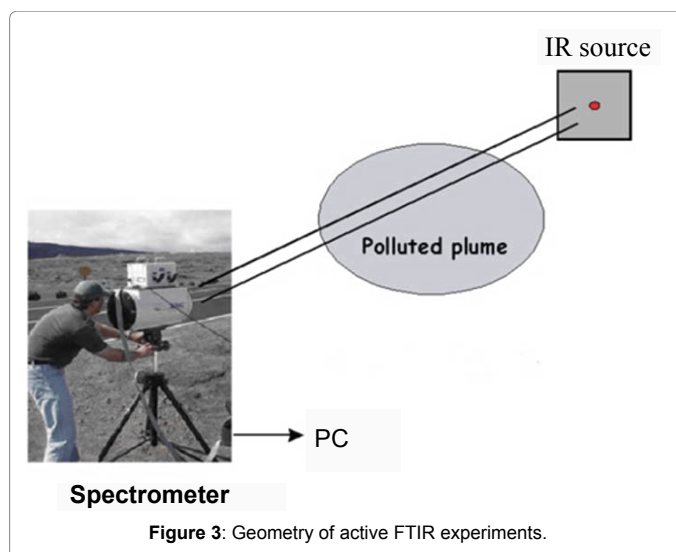 IR source
Polluted plume
PC
Spectrometer
Figure 3: Geometry of active FTIR experiments.